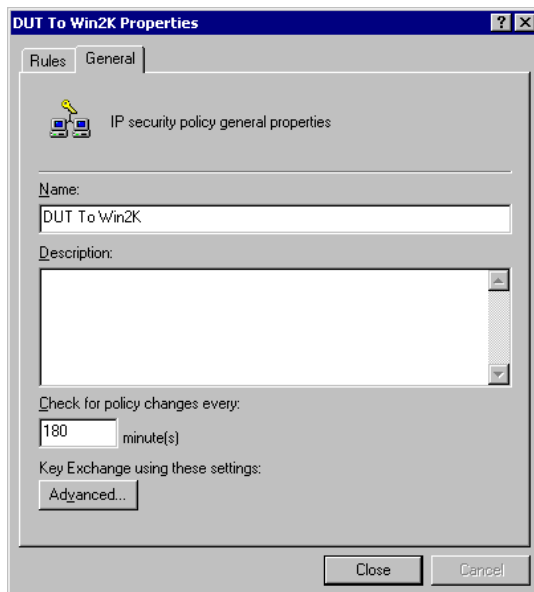 DUT To Win2K Properties
Rules
General
IP security policy general properties
Name:
DUT To Win2K
Description:
Check for policy changes every:
180 minute(s)
Key Exchange using these settings:
Advanced...
Close
Cancel